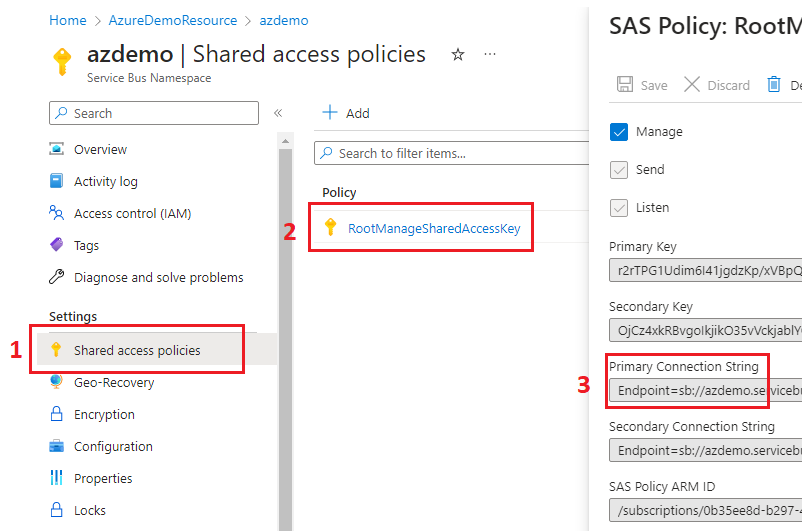 Home > AzureDemoResource > azdemo
azdemo | Shared access policies
Service Bus Namespace
Search
Overview
Activity log
Access control (IAM)
Tags
Diagnose and solve problems
Settings
1
Shared access policies
Geo-Recovery
Encryption
Configuration
Properties
Locks
Add
Search to filter items...
Policy
2
RootManageSharedAccessKey
SAS Policy: RootM
Save Discard De
Manage
Send
Listen
Primary Key
r2rTPG1Udim6I41jgdzKp/xVBpQ
Secondary Key
OjCz4xkRBvgoIkjikO35vVckjablY
3
Primary Connection String
Endpoint=sb://azdemo.servicebu
Secondary Connection String
Endpoint=sb://azdemo.servicebu
SAS Policy ARM ID
/subscriptions/0b35ee8d-b297-4